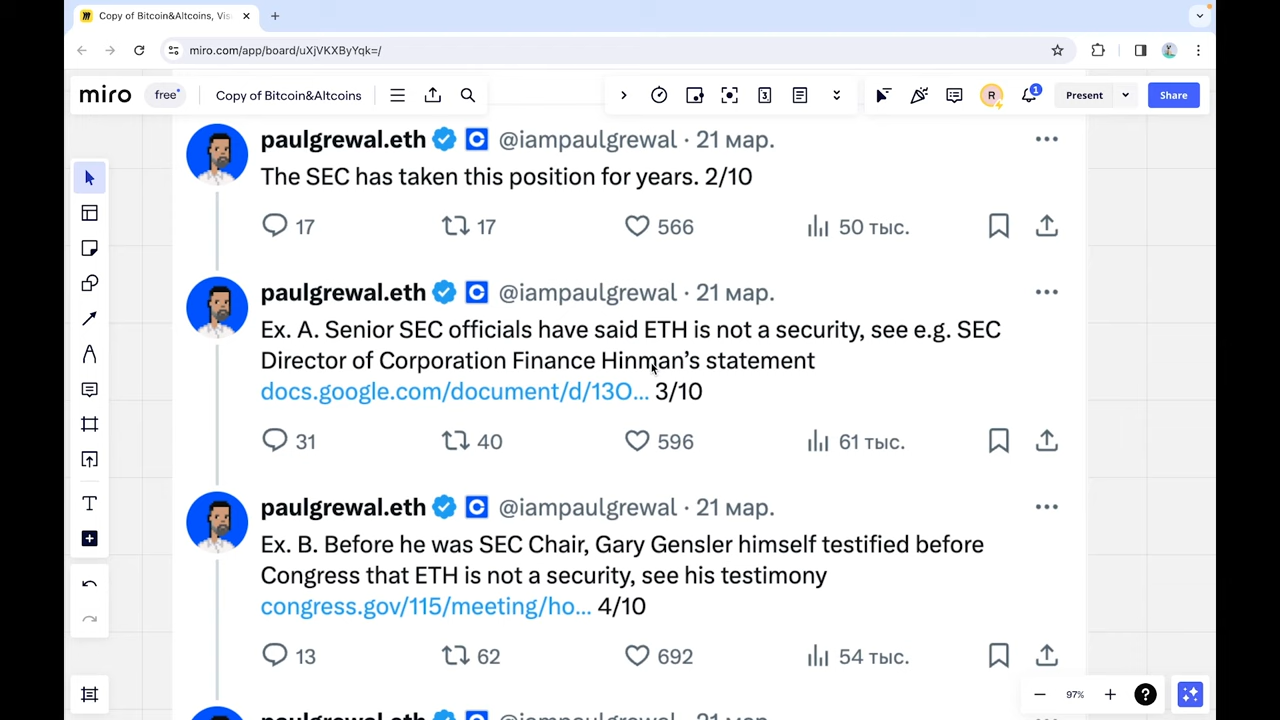 Copy of Bitcoin&Altcoins, Vis
miro.com/app/board/uXjVKXByYqk=/
miro free Copy of Bitcoin&Altcoins 3 R 1 Present Share
paulgrewal.eth @iampaulgrewal · 21 мар.
The SEC has taken this position for years. 2/10
17 17 566 50 тыс.
paulgrewal.eth @iampaulgrewal · 21 мар.
Ex. A. Senior SEC officials have said ETH is not a security, see e.g. SEC
Director of Corporation Finance Hinman’s statement
docs.google.com/document/d/13O... 3/10
31 40 596 61 тыс.
paulgrewal.eth @iampaulgrewal · 21 мар.
Ex. B. Before he was SEC Chair, Gary Gensler himself testified before
Congress that ETH is not a security, see his testimony
congress.gov/115/meeting/ho... 4/10
13 62 692 54 тыс.
97%